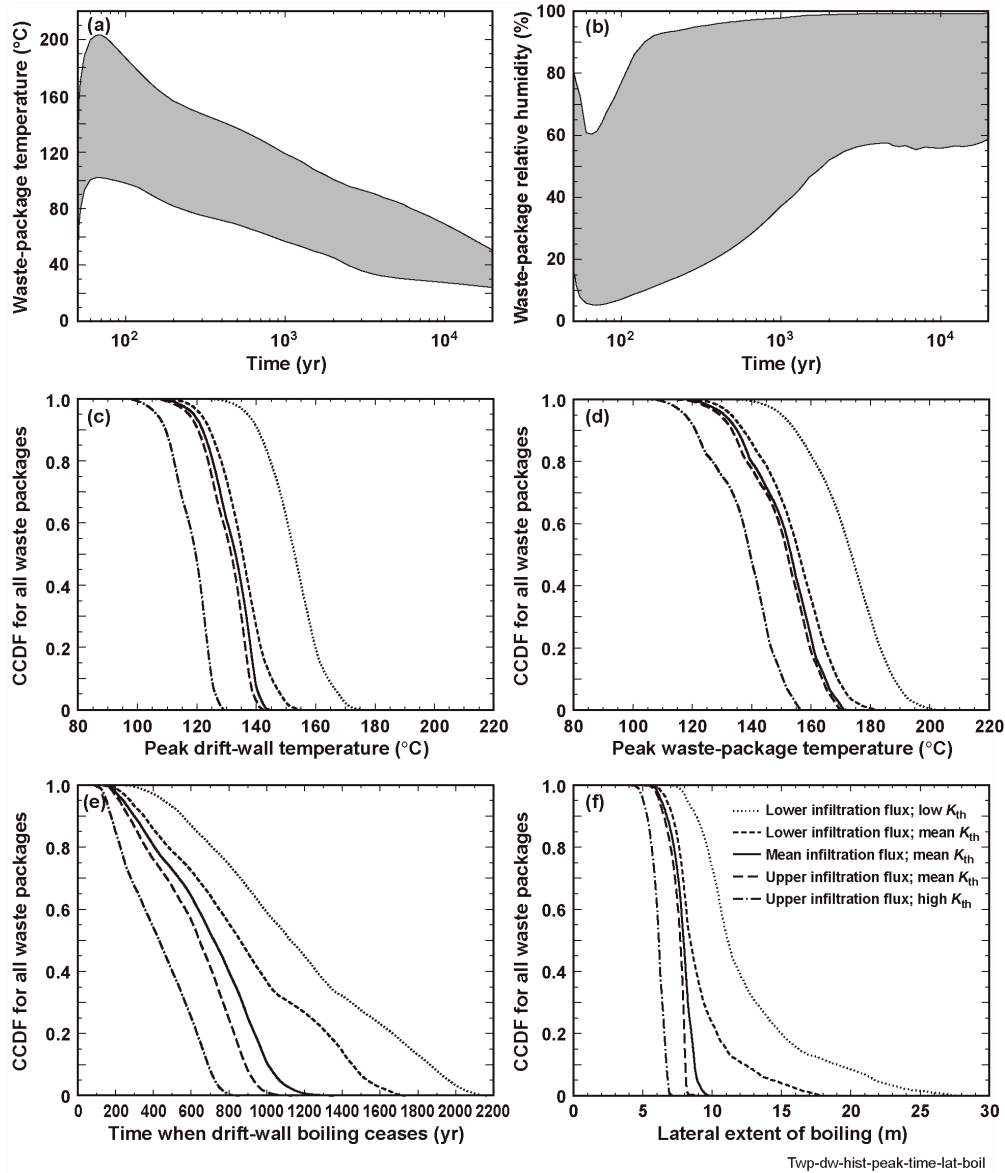 (a)
Waste-package temperature (°C)
200
160
120
80
40
0
10²
10³
10⁴
Time (yr)
(b)
Waste-package relative humidity (%)
100
80
60
40
20
0
10²
10³
10⁴
Time (yr)
(c)
CCDF for all waste packages
1.0
0.8
0.6
0.4
0.2
0
80 100 120 140 160 180 200 220
Peak drift-wall temperature (°C)
(d)
CCDF for all waste packages
1.0
0.8
0.6
0.4
0.2
0
80 100 120 140 160 180 200 220
Peak waste-package temperature (°C)
(e)
CCDF for all waste packages
1.0
0.8
0.6
0.4
0.2
0
0 200 400 600 800 1000 1200 1400 1600 1800 2000 2200
Time when drift-wall boiling ceases (yr)
(f)
CCDF for all waste packages
1.0
0.8
0.6
0.4
0.2
0
Lower infiltration flux; low Kth
Lower infiltration flux; mean Kth
Mean infiltration flux; mean Kth
Upper infiltration flux; mean Kth
Upper infiltration flux; high Kth
0 5 10 15 20 25 30
Lateral extent of boiling (m)
Twp-dw-hist-peak-time-lat-boil